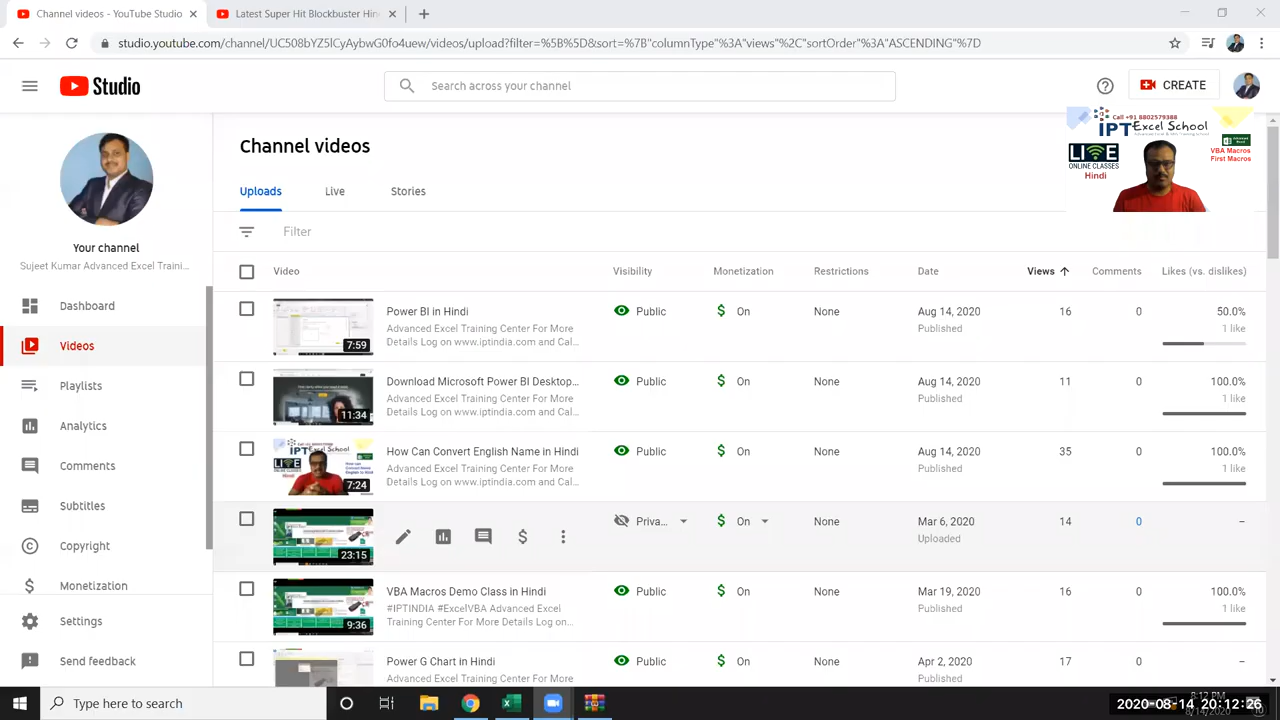 Channel videos - YouTube Studio
Latest Super Hit Blockbuster Hin
studio.youtube.com/channel/UC508bYZ5lCyAybwG0fo4uew/videos/upload?filter=%5B%5D&sort=%7B"columnType"%3A"views"%2C"sortOrder"%3A"ASCENDING"%7D
Studio
Search across your channel
CREATE
Call +91 8802579388
IPT Excel School
LIVE
ONLINE CLASSES
Hindi
VBA Macros
First Macros
Channel videos
Uploads Live Stories
Your channel
Sujeet Kumar Advanced Excel Traini...
Filter
Video Visibility Monetization Restrictions Date Views Comments Likes (vs. dislikes)
Dashboard
Videos
Playlists
Analytics
Comments
Subtitles
Copyright
Monetization
Settings
Send feedback
Power BI in Hindi Public On None Aug 14, 2020 16 0 50.0%
Advanced Excel Training Center For More Published 1 like
Details Log on www.iptindia.com and Cal...
7:59
Download Microsoft Power BI Deskto... Public None Aug 14, 2020 11 0 100.0%
Advanced Excel Training Center For More Published 1 like
Details Log on www.iptindia.com and Cal...
11:34
How Can Convert English Name in Hindi Public None Aug 14, 2020 0 100.0%
Advanced Excel Training Center For More Published 1 like
Details Log on www.iptindia.com and Cal...
7:24
None Mar 6, 2020 0 –
Uploaded
23:15
VBA Macros Demo Class in Hindi None Mar 19, 2020 0 100.0%
#IPTINDIA #ExcelVBA Advanced Excel Published 1 like
Training Center For More Details Log on...
9:36
Power G Chart in Hindi Public None Apr 2, 2020 17 0 –
Advanced Excel Training Center For More Published
Type here to search
8:12 PM
8/14/2020
2020-08-14 20:12:26